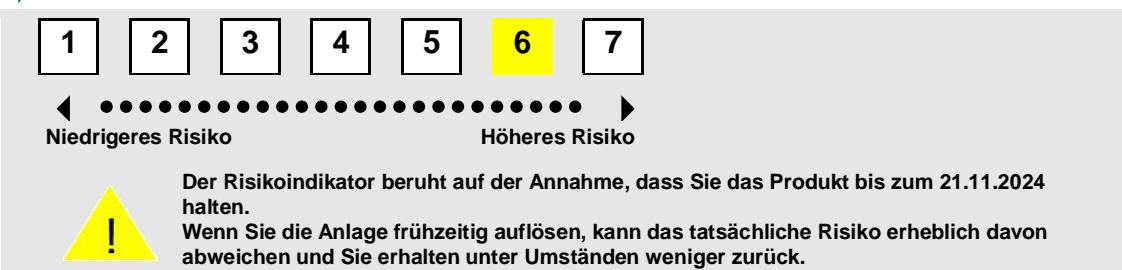 1 2 3 4 5 6 7
Niedrigeres Risiko Höheres Risiko
Der Risikoindikator beruht auf der Annahme, dass Sie das Produkt bis zum 21.11.2024
halten.
Wenn Sie die Anlage frühzeitig auflösen, kann das tatsächliche Risiko erheblich davon
abweichen und Sie erhalten unter Umständen weniger zurück.
!